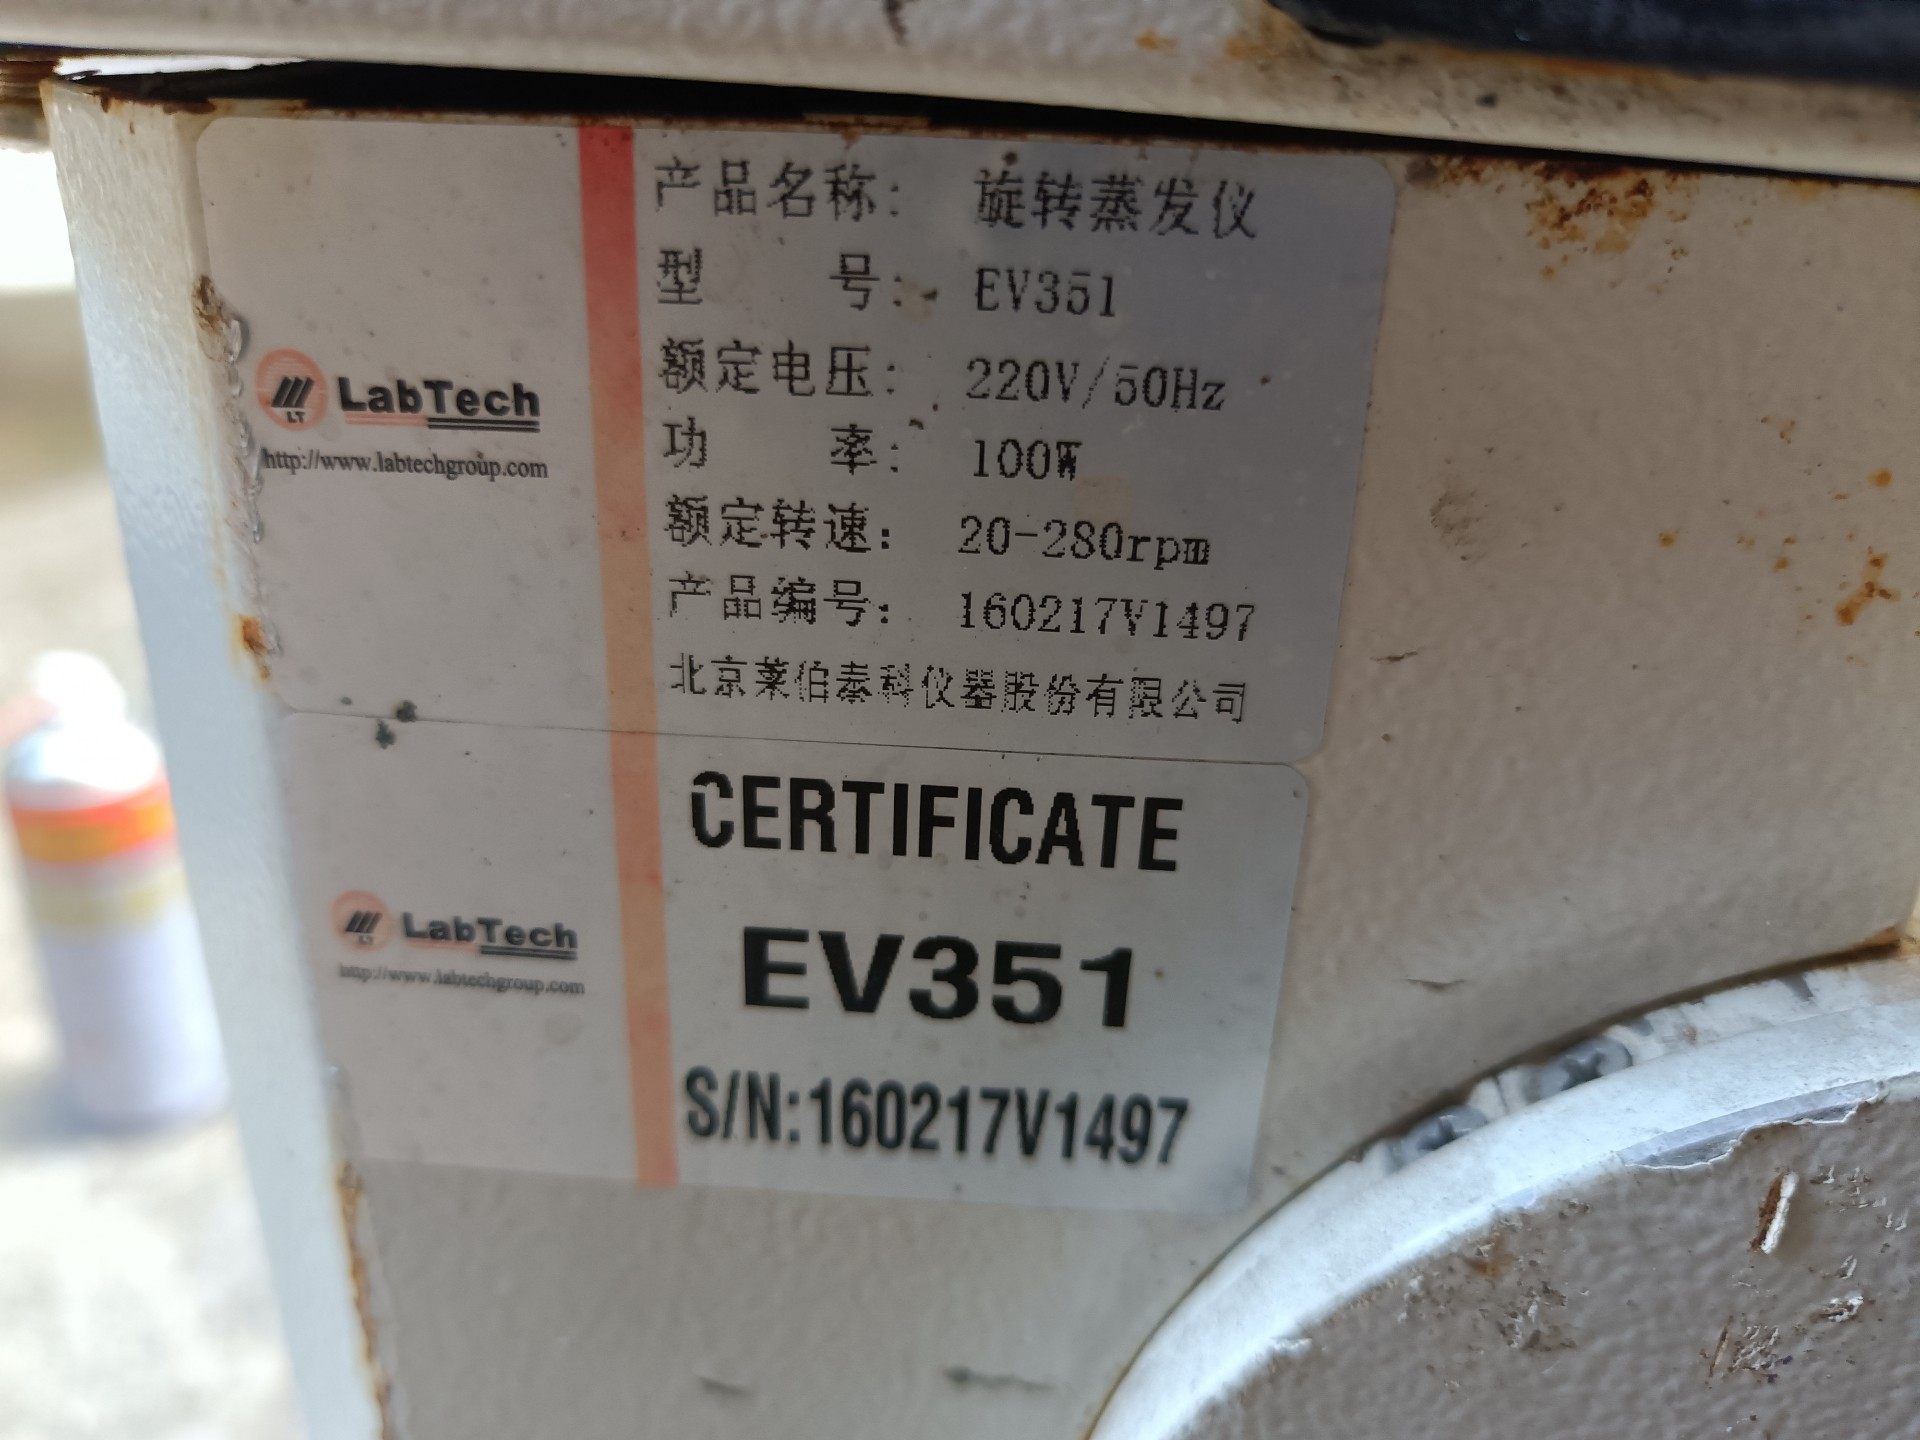 LT LabTech
http://www.labtechgroup.com
产品名称: 旋转蒸发仪
型 号: EV351
额定电压: 220V/50Hz
功 率: 100W
额定转速: 20-280rpm
产品编号: 160217V1497
北京莱伯泰科仪器股份有限公司
LT LabTech
http://www.labtechgroup.com
CERTIFICATE
EV351
S/N:160217V1497